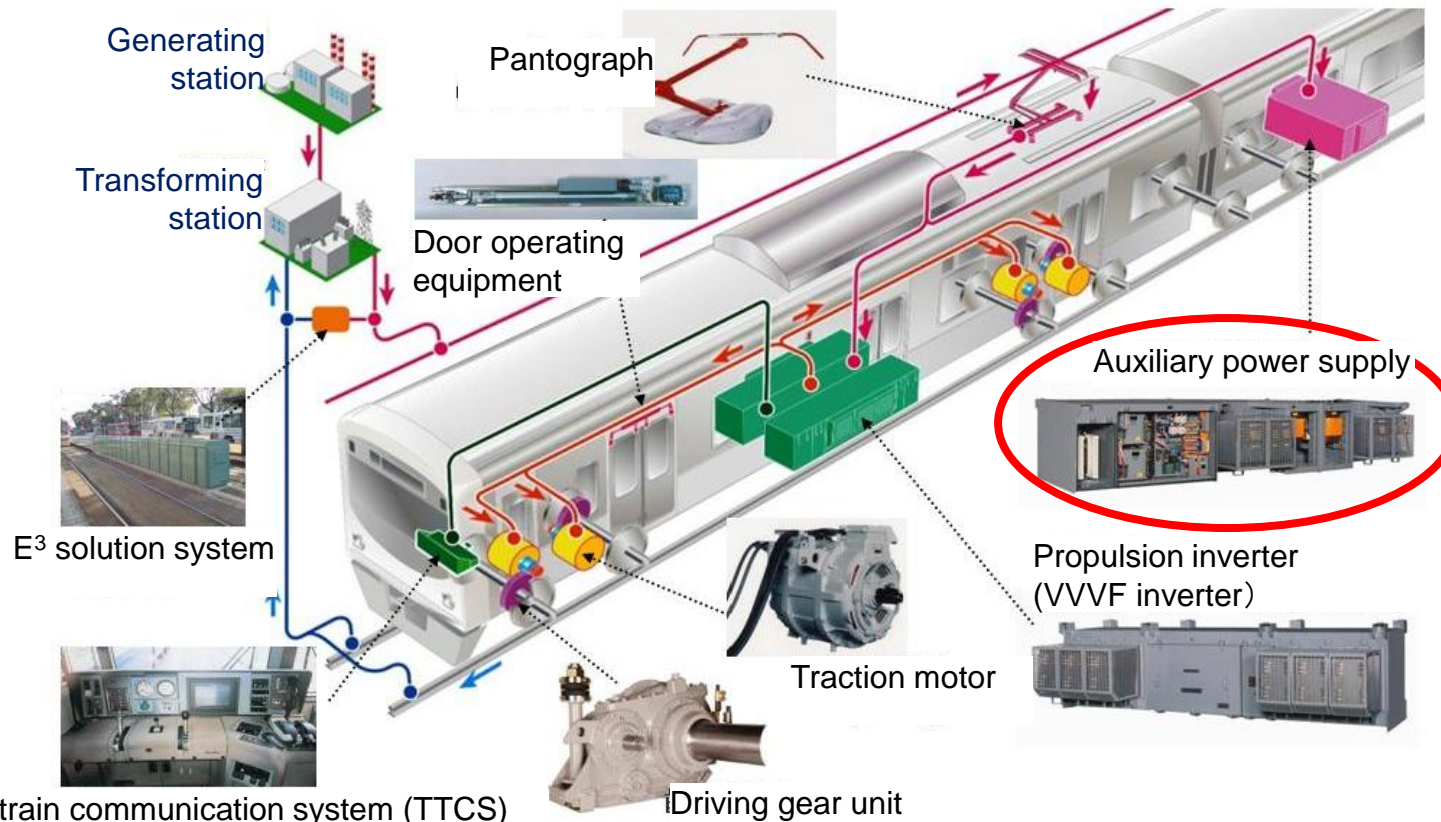 Generating
station
Pantograph
Transforming
station
Door operating
equipment
Auxiliary power supply
E³ solution system
Propulsion inverter
(VVVF inverter）
Traction motor
train communication system (TTCS)
Driving gear unit